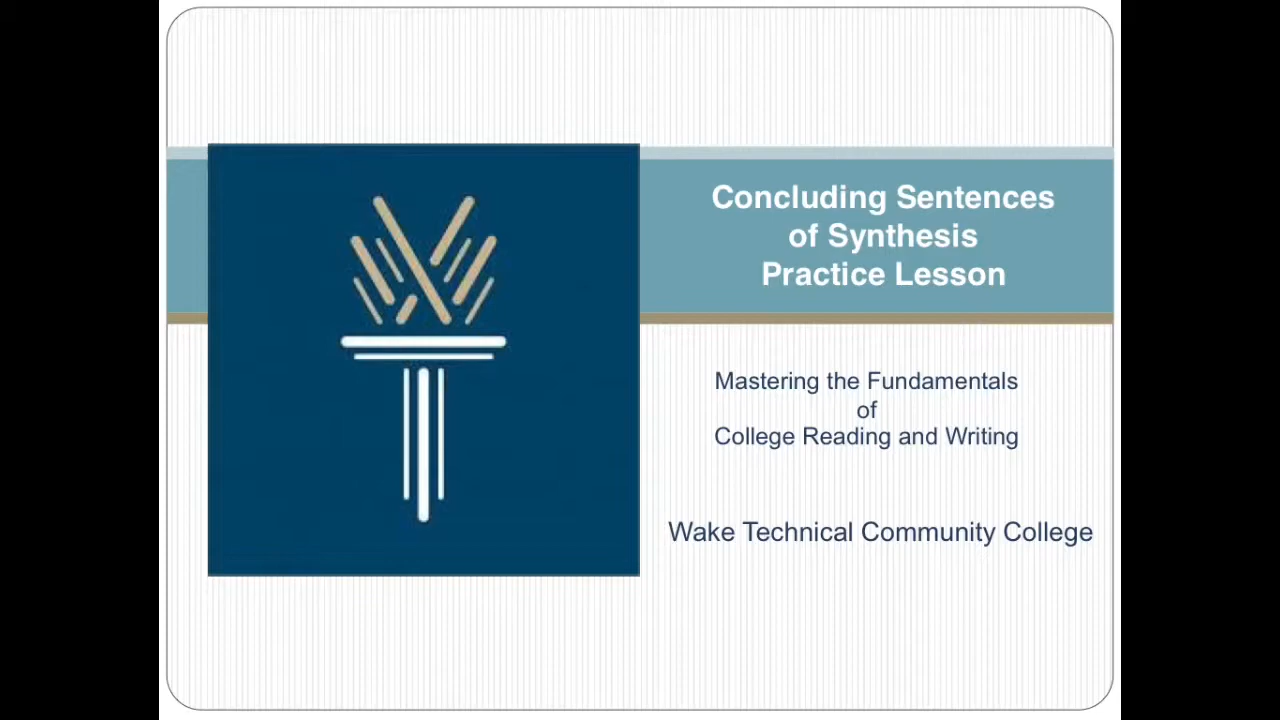 Concluding Sentences
of Synthesis
Practice Lesson
Mastering the Fundamentals
of
College Reading and Writing
Wake Technical Community College